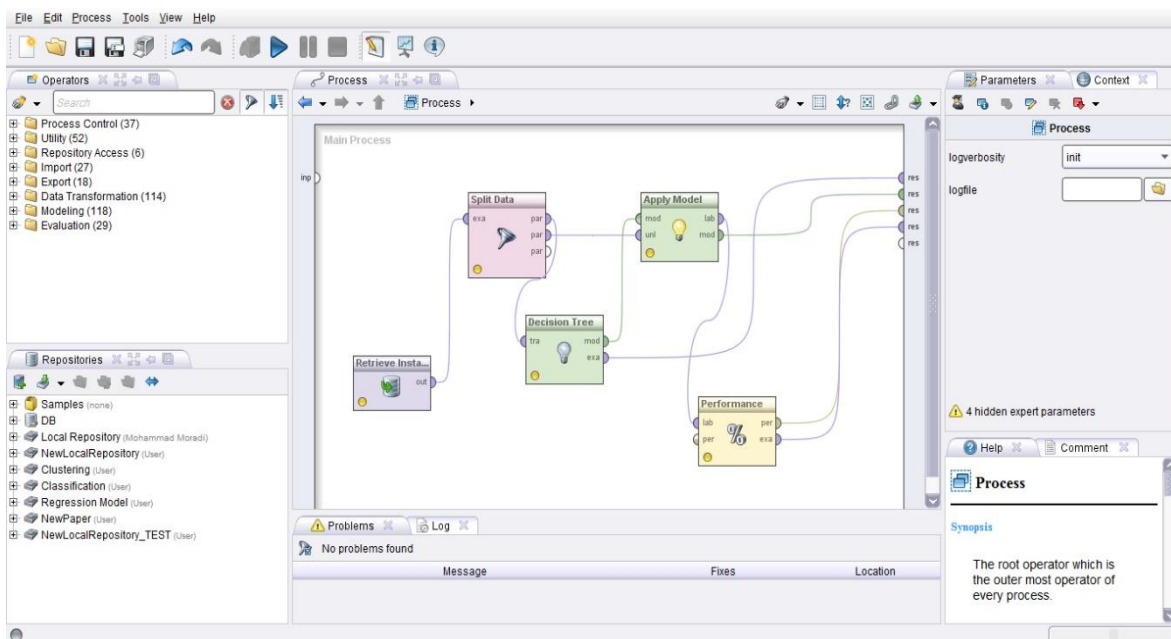 File Edit Process Tools View Help
Operators
Search
Process Control (37)
Utility (52)
Repository Access (6)
Import (27)
Export (18)
Data Transformation (114)
Modeling (118)
Evaluation (29)
Repositories
Samples (none)
DB
Local Repository (Mohammad Moradi)
NewLocalRepository (User)
Clustering (User)
Classification (User)
Regression Model (User)
NewPaper (User)
NewLocalRepository_TEST (User)
Process
Process
Main Process
inp
res
res
res
res
res
Split Data
exa par
par
par
Apply Model
mod lab
unl mod
Decision Tree
tra mod
exa
Retrieve Insta...
out
Performance
lab per
per exa
Problems Log
No problems found
Message Fixes Location
Parameters Context
Process
logverbosity init
logfile
4 hidden expert parameters
Help Comment
Process
Synopsis
The root operator which is
the outer most operator of
every process.